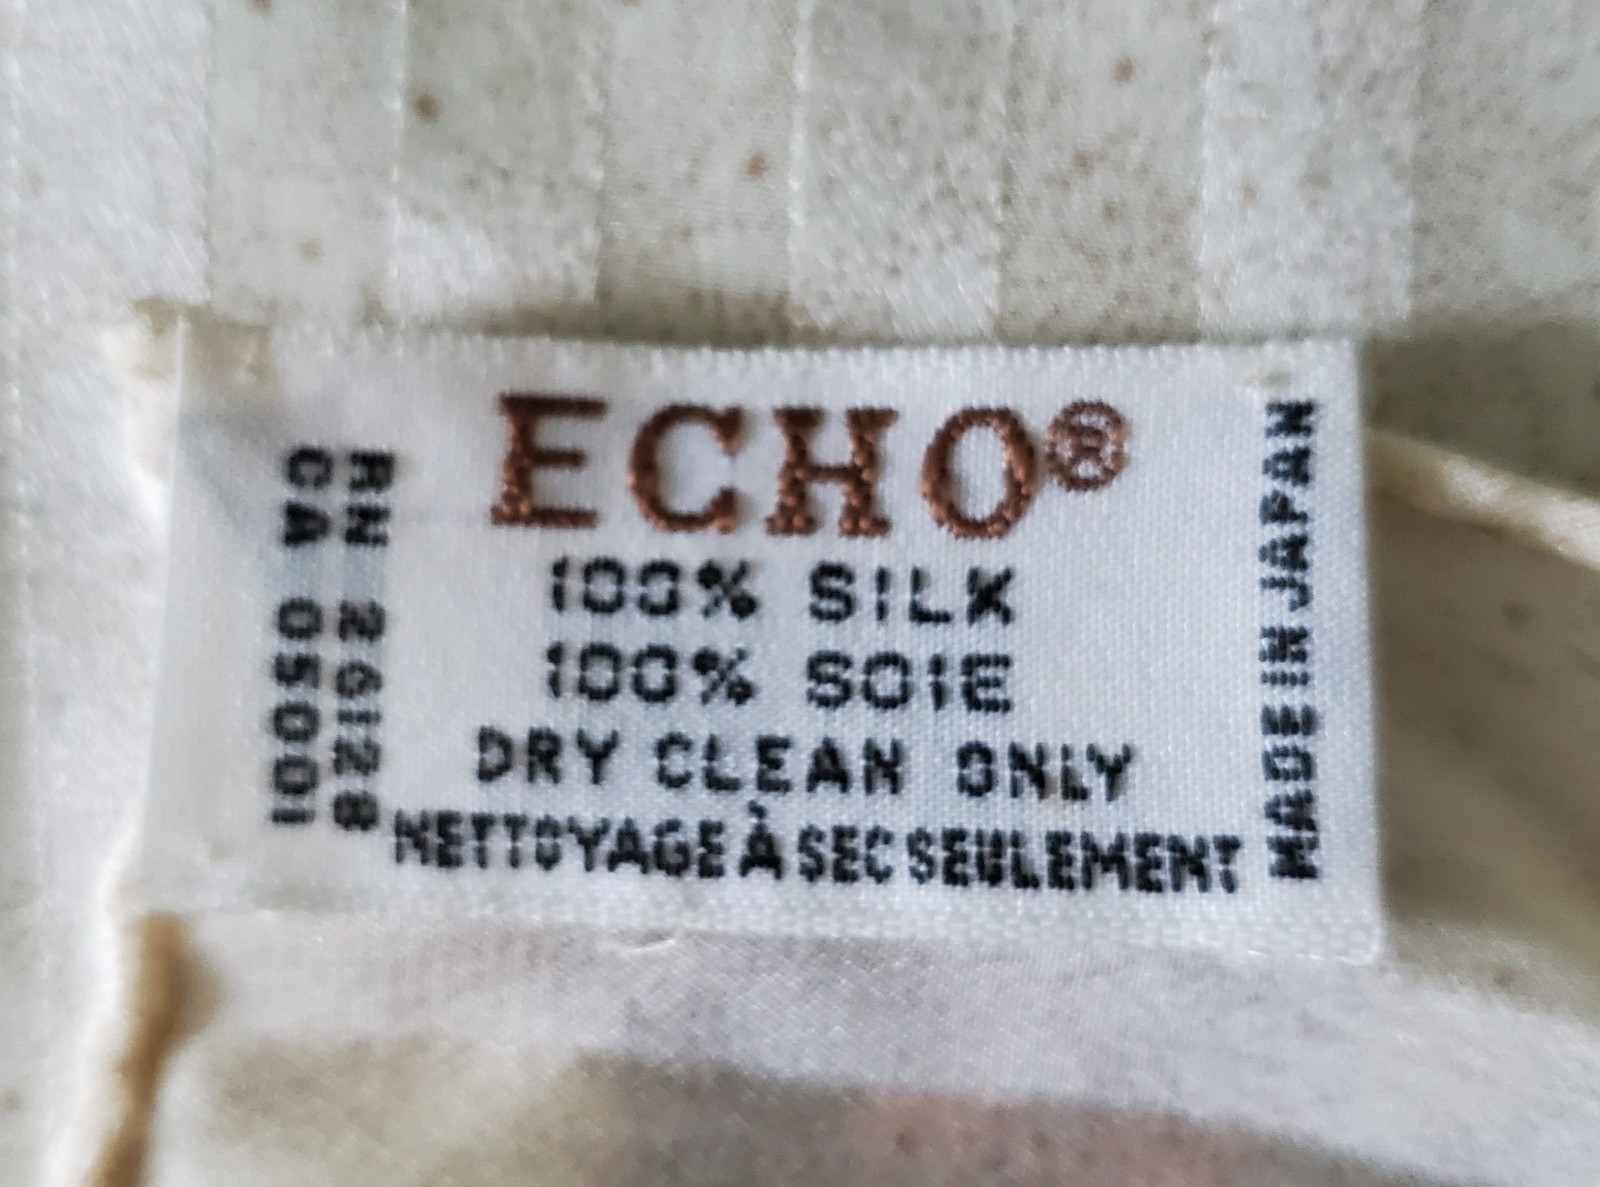 ECHO®
100% SILK
100% SOIE
DRY CLEAN ONLY
NETTOYAGE À SEC SEULEMENT
RN 26128
CA 05001
MADE IN JAPAN